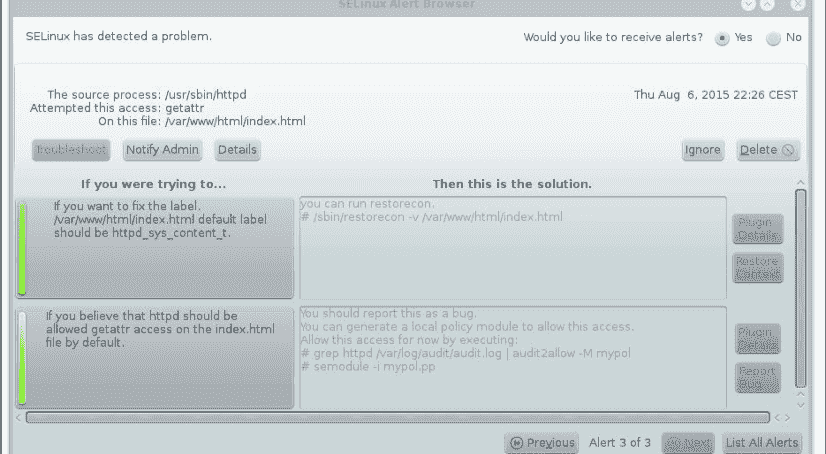 SELinux Alert Browser
SELinux has detected a problem.
Would you like to receive alerts? Yes No
The source process: /usr/sbin/httpd
Thu Aug 6, 2015 22:26 CEST
Attempted this access: getattr
On this file: /var/www/html/index.html
Troubleshoot Notify Admin Details Ignore Delete
If you were trying to... Then this is the solution.
If you want to fix the label.
/var/www/html/index.html default label
should be httpd_sys_content_t.
you can run restorecon.
# /sbin/restorecon -v /var/www/html/index.html
Plugin
Details
Restore
Context
If you believe that httpd should be
allowed getattr access on the index.html
file by default.
You should report this as a bug.
You can generate a local policy module to allow this access.
Allow this access for now by executing:
# grep httpd /var/log/audit/audit.log | audit2allow -M mypol
# semodule -i mypol.pp
Plugin
Details
Report
Bug
Previous Alert 3 of 3 Next List All Alerts